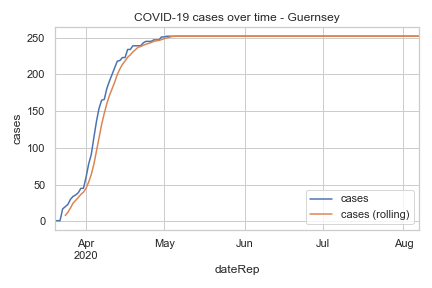 COVID-19 cases over time - Guernsey
250
200
150
100
50
0
cases
cases
cases (rolling)
Apr
2020
May
Jun
Jul
Aug
dateRep